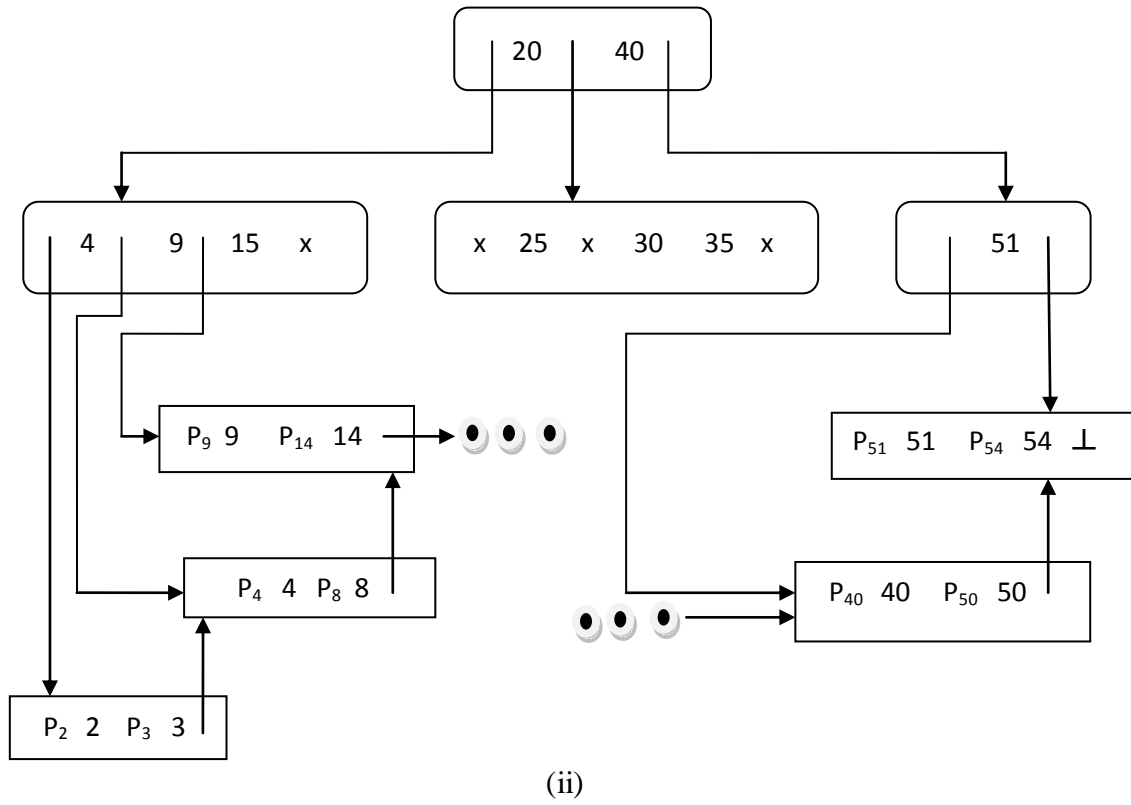 20 40
4 9 15 x
x 25 x 30 35 x
51
P₉ 9 P₁₄ 14
P₅₁ 51 P₅₄ 54 ⊥
P₄ 4 P₈ 8
P₄₀ 40 P₅₀ 50
P₂ 2 P₃ 3
(ii)